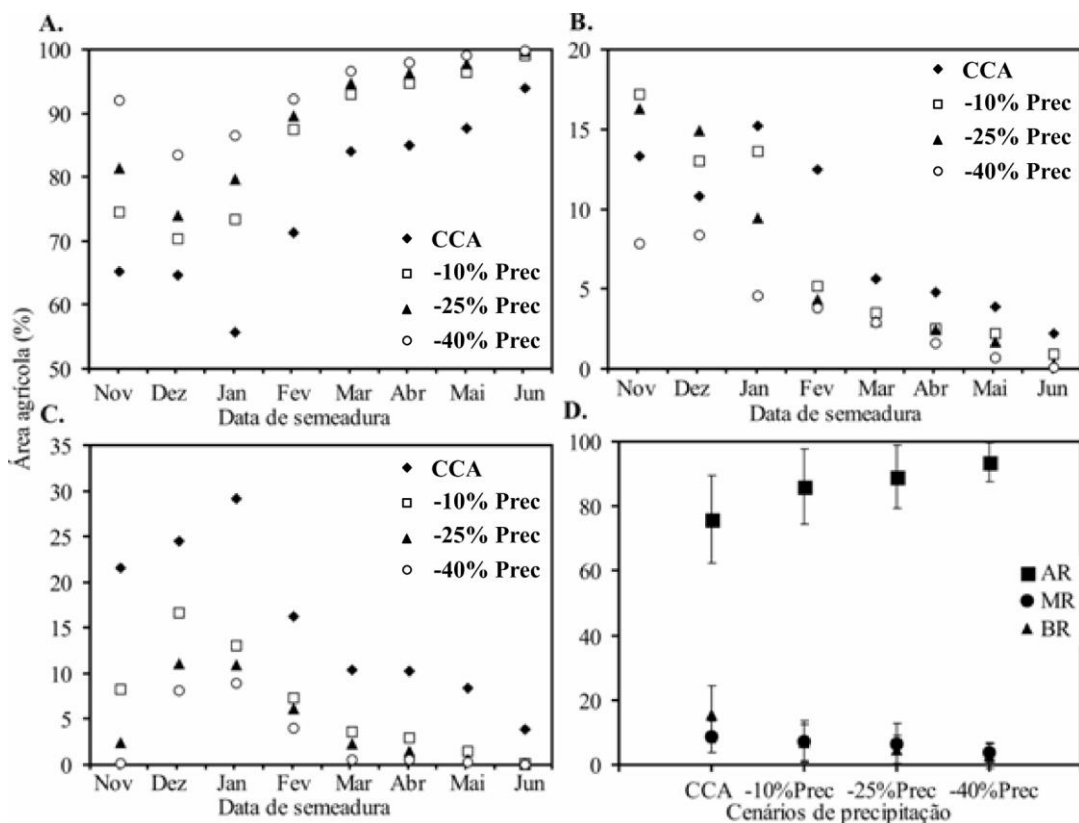 A.
100
90
80
70
60
50
CCA
-10% Prec
-25% Prec
-40% Prec
Nov Dez Jan Fev Mar Abr Mai Jun
Data de semeadura
B.
20
15
10
5
0
CCA
-10% Prec
-25% Prec
-40% Prec
Nov Dez Jan Fev Mar Abr Mai Jun
Data de semeadura
Área agrícola (%)
C.
35
30
25
20
15
10
5
0
CCA
-10% Prec
-25% Prec
-40% Prec
Nov Dez Jan Fev Mar Abr Mai Jun
Data de semeadura
D.
100
80
60
40
20
0
AR
MR
BR
CCA -10%Prec -25%Prec -40%Prec
Cenários de precipitação